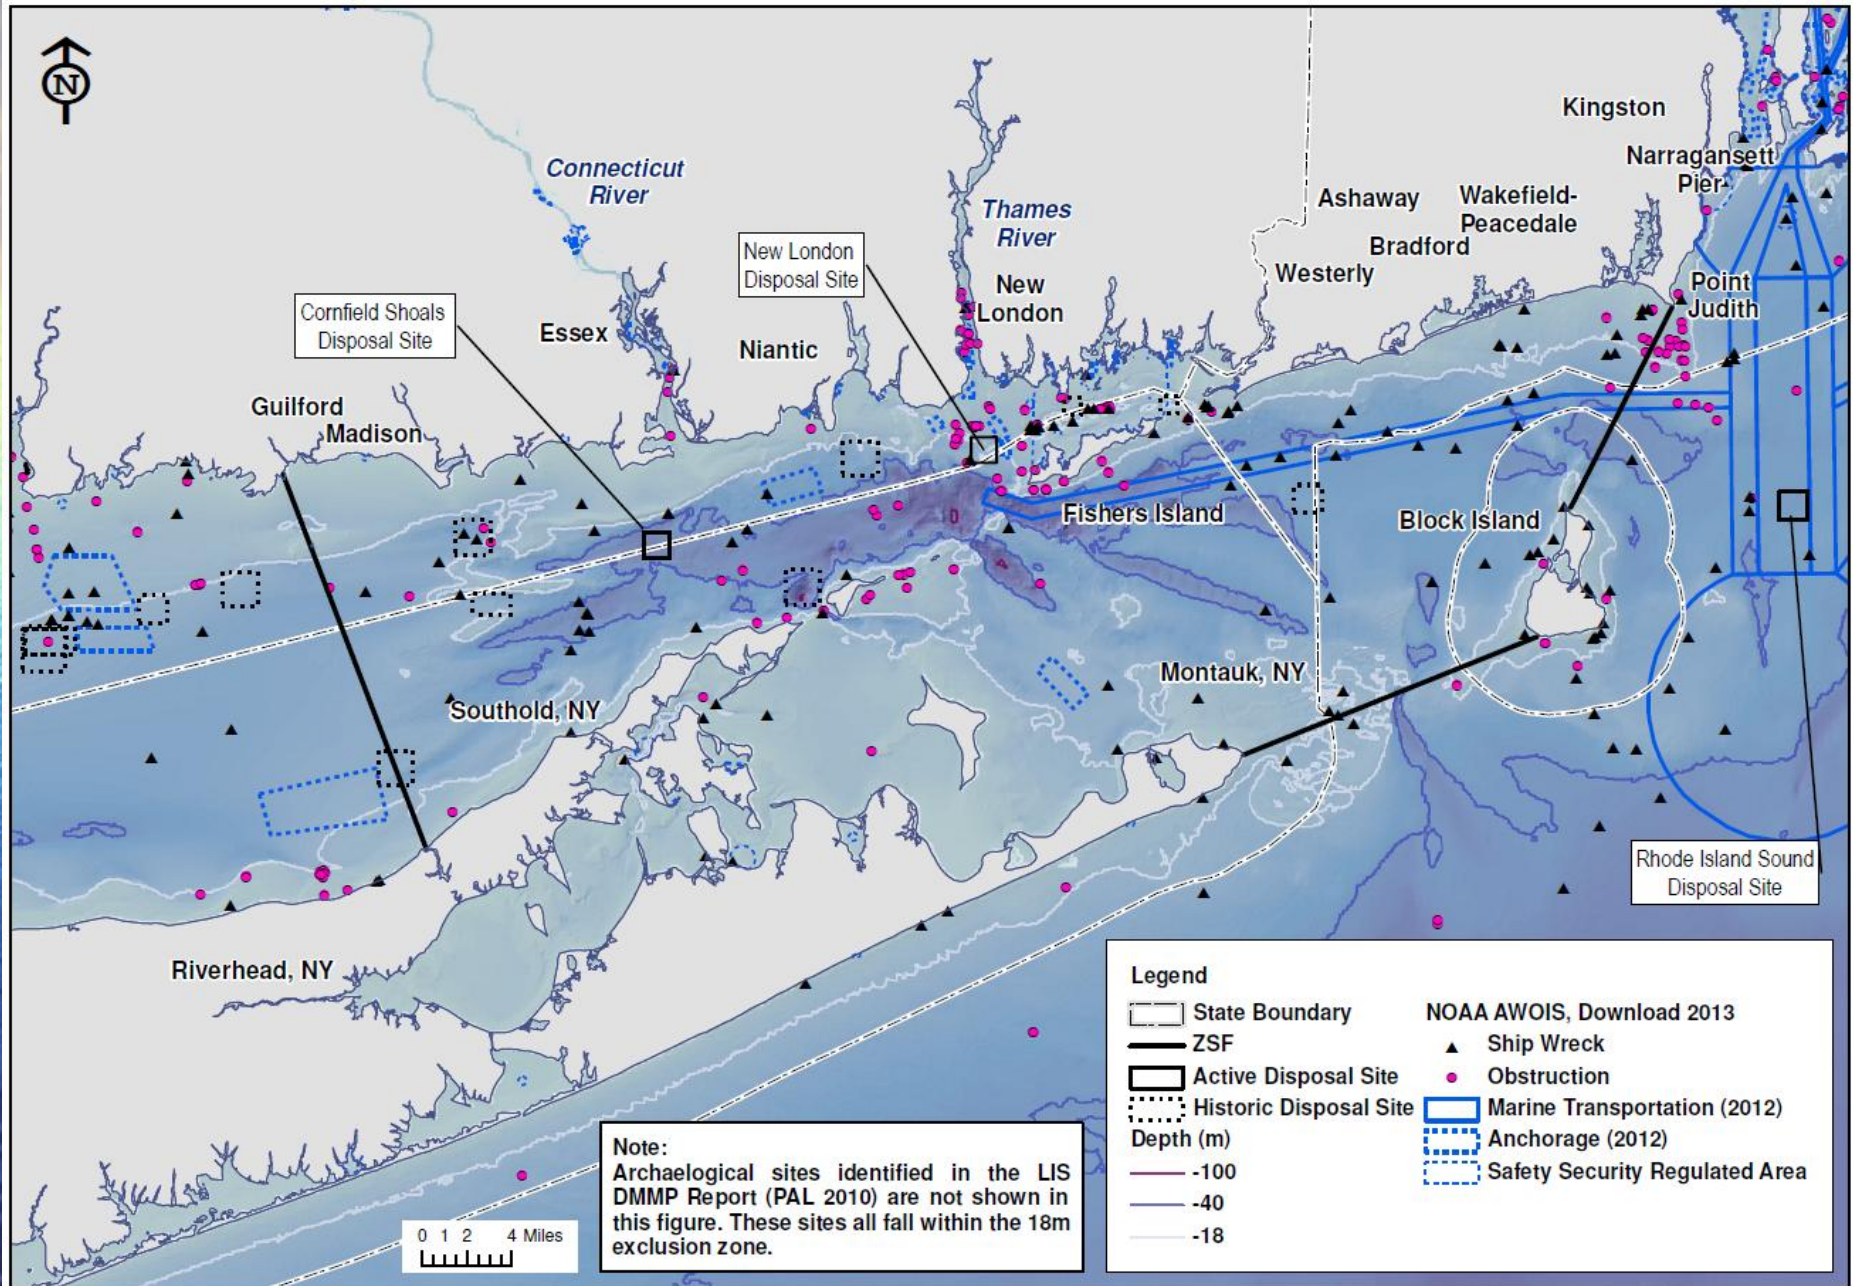 N
Kingston
Narragansett
Pier
Connecticut
River
Ashaway
Wakefield-
Peacedale
Thames
River
Bradford
New London
Disposal Site
Westerly
New
London
Point
Judith
Cornfield Shoals
Disposal Site
Essex
Niantic
Guilford
Madison
Fishers Island
Block Island
Montauk, NY
Southold, NY
Rhode Island Sound
Disposal Site
Riverhead, NY
Legend
State Boundary
ZSF
Active Disposal Site
Historic Disposal Site
Depth (m)
-100
-40
-18
NOAA AWOIS, Download 2013
Ship Wreck
Obstruction
Marine Transportation (2012)
Anchorage (2012)
Safety Security Regulated Area
Note:
Archaelogical sites identified in the LIS
DMMP Report (PAL 2010) are not shown in
this figure. These sites all fall within the 18m
exclusion zone.
0 1 2 4 Miles